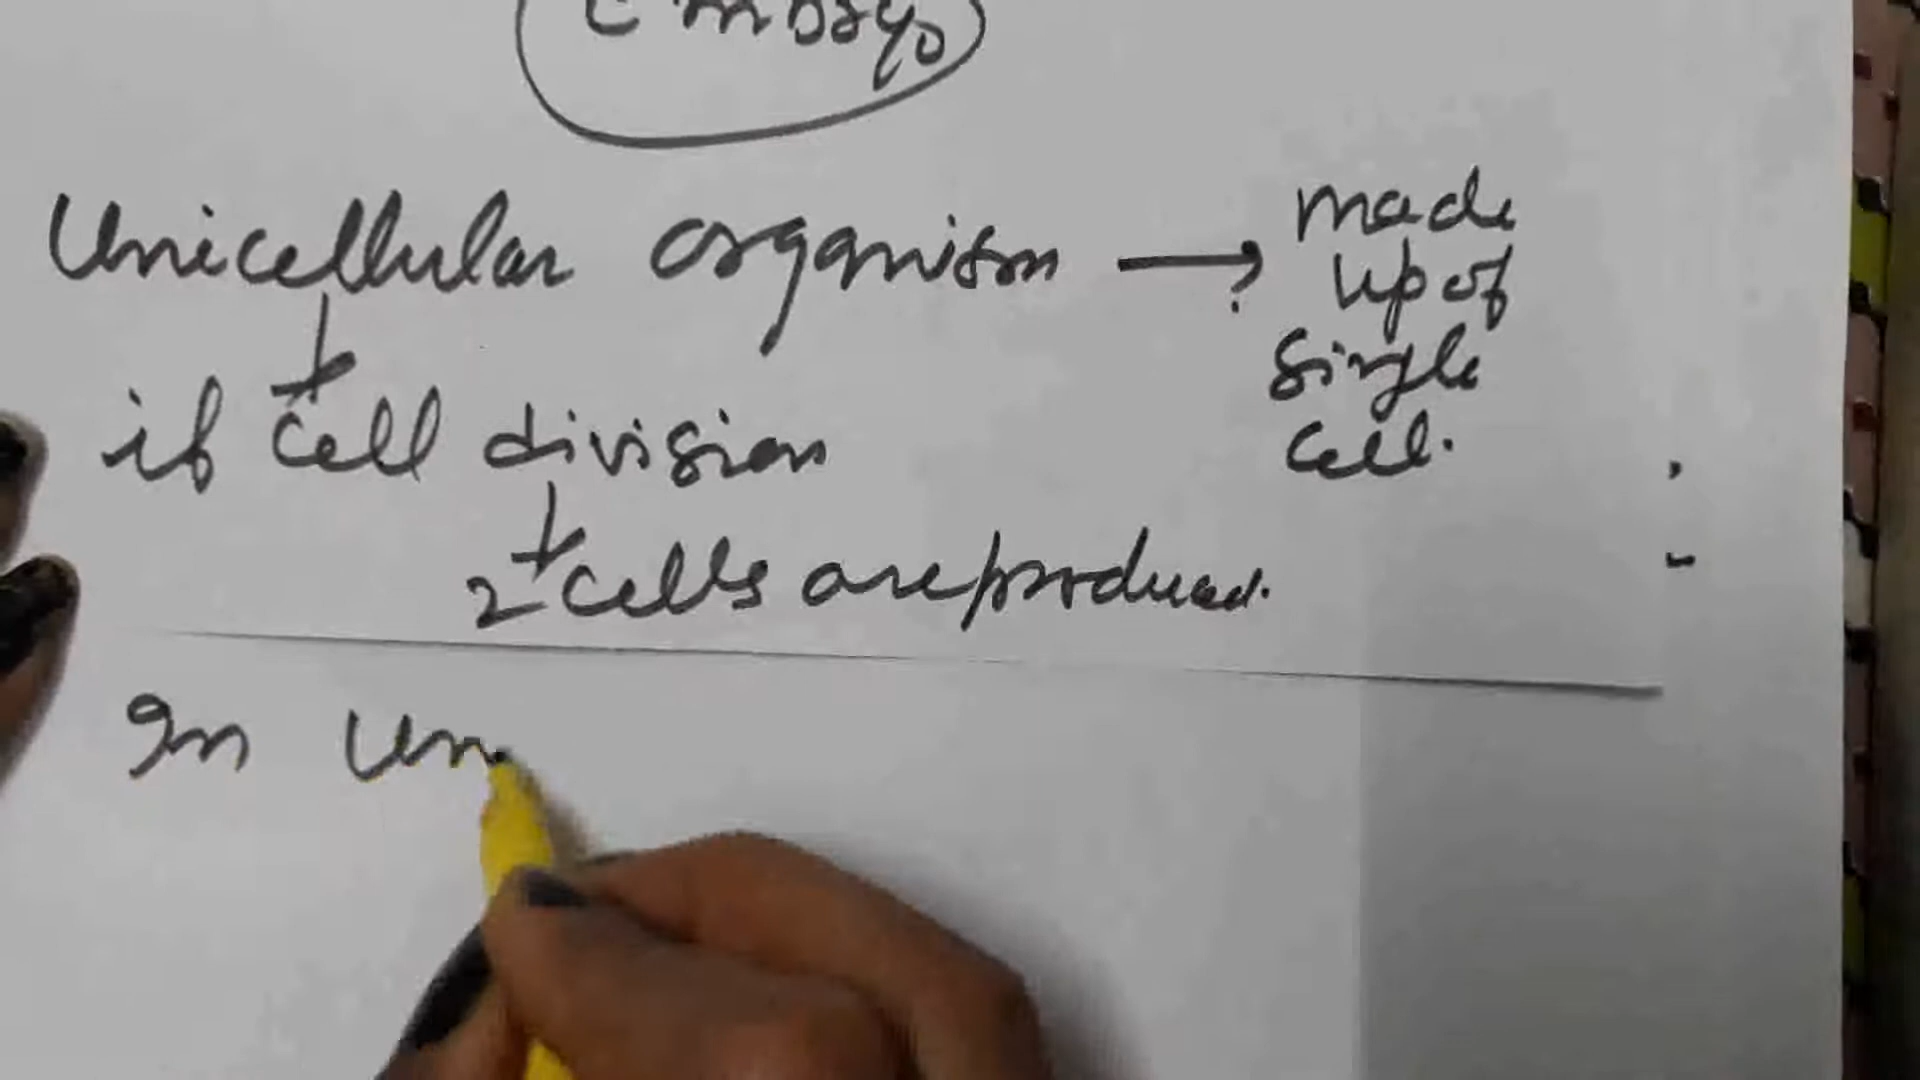 Embryo
Unicellular organism → made
up of
single
cell.
if cell division
2 cells are produced.
In Un